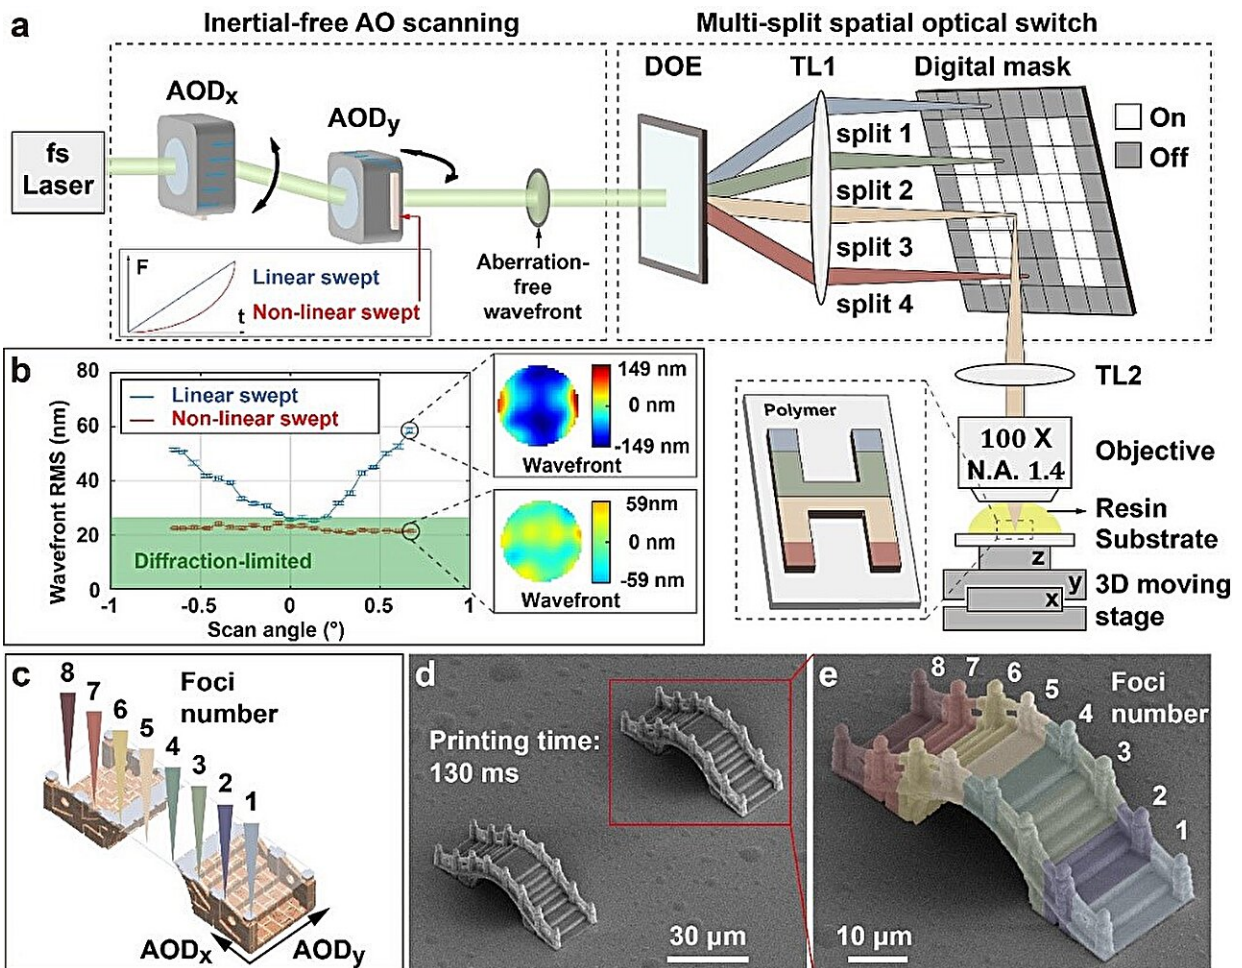 a
Inertial-free AO scanning
Multi-split spatial optical switch
fs
Laser
AODx
AODy
Aberration-
free
wavefront
F
t
Linear swept
Non-linear swept
DOE
TL1
Digital mask
split 1
split 2
split 3
split 4
On
Off
TL2
100 X
N.A. 1.4
Objective
Resin
Substrate
z
y
x
3D moving
stage
Polymer
b
Wavefront RMS (nm)
80
60
40
20
0
-1
-0.5
0
0.5
1
Scan angle (°)
Linear swept
Non-linear swept
Diffraction-limited
149 nm
0 nm
-149 nm
Wavefront
59nm
0 nm
-59 nm
Wavefront
c
8
7
6
5
4
3
2
1
Foci
number
AODx
AODy
d
Printing time:
130 ms
30 µm
e
8
7
6
5
4
3
2
1
Foci
number
10 µm